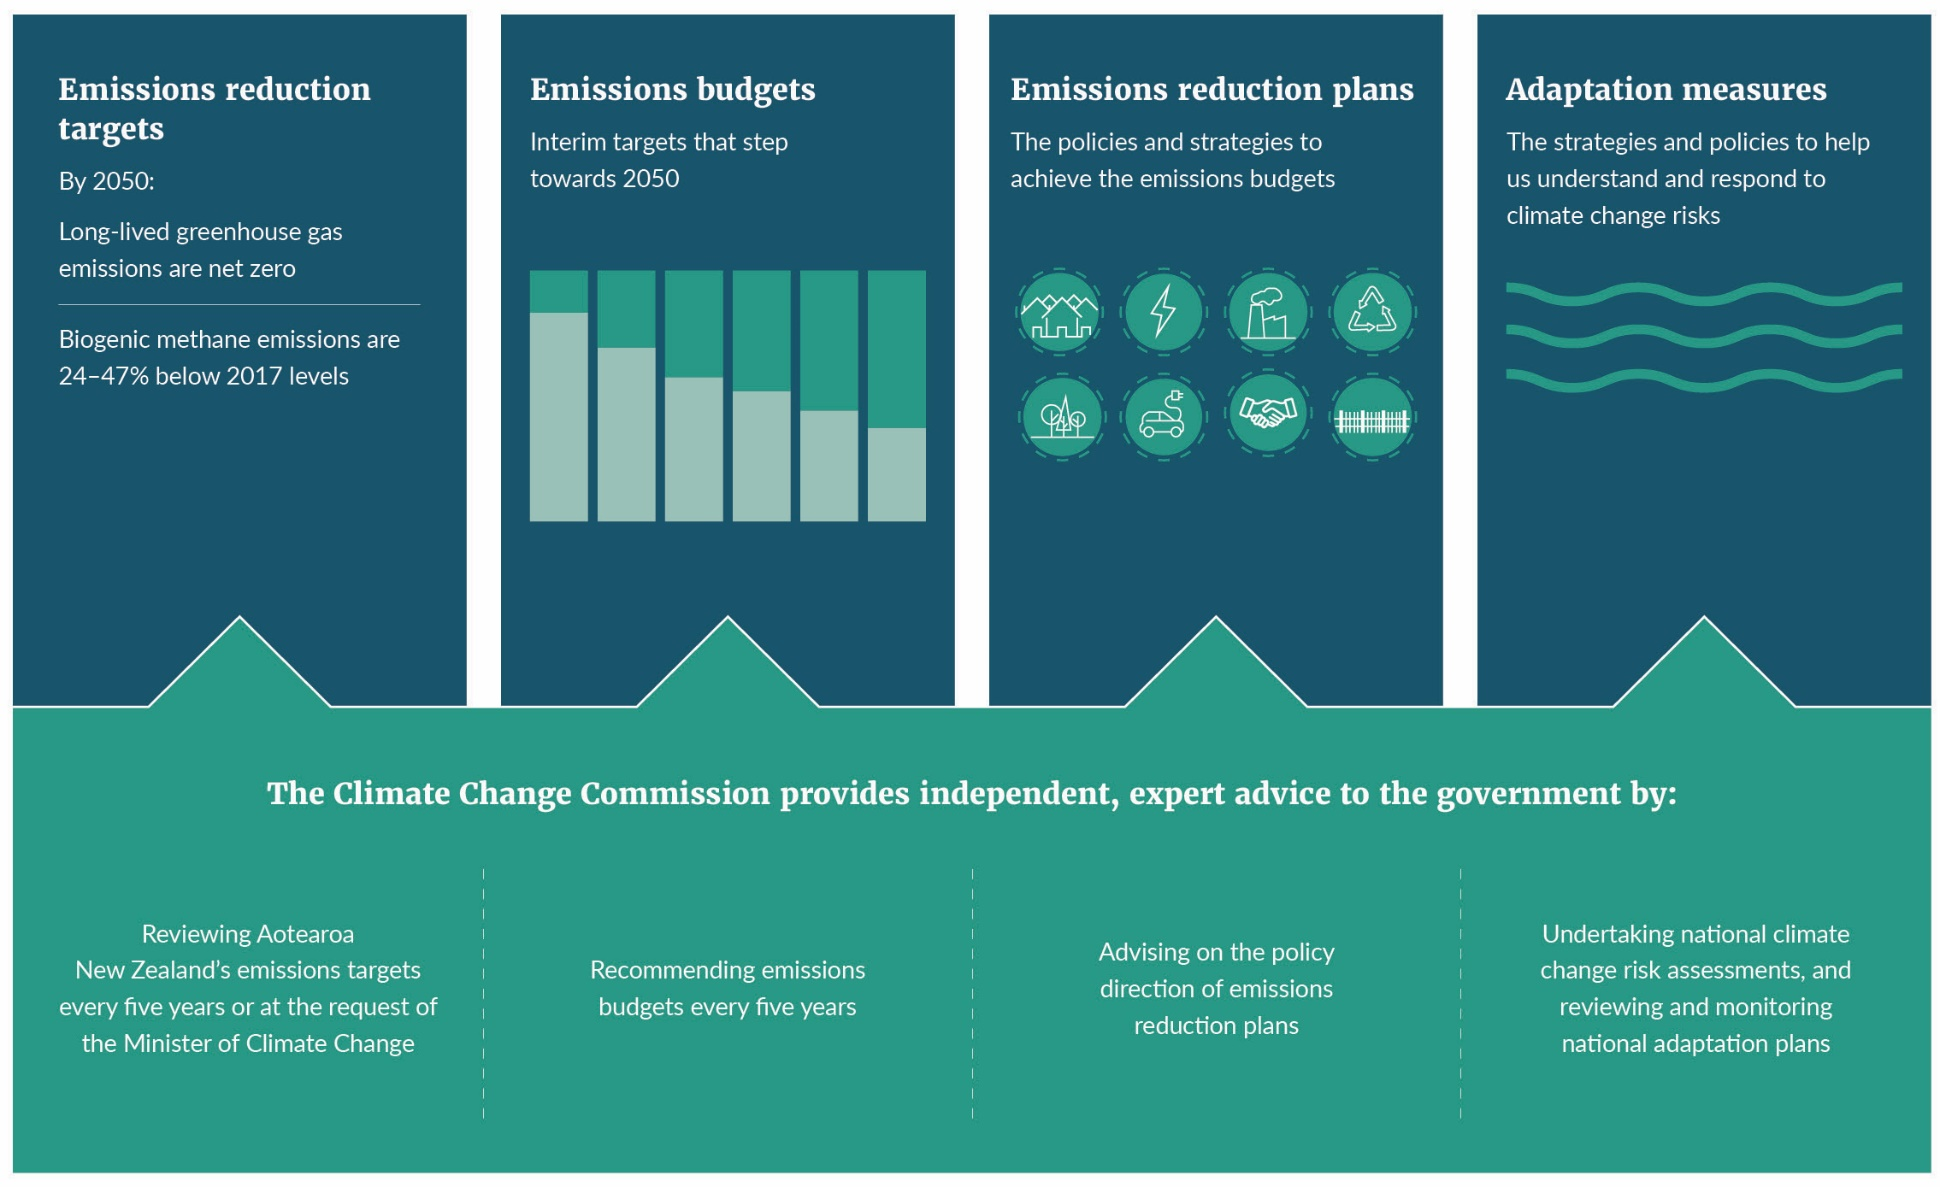 Emissions reduction
targets
By 2050:
Long-lived greenhouse gas
emissions are net zero
Biogenic methane emissions are
24–47% below 2017 levels
Emissions budgets
Interim targets that step
towards 2050
Emissions reduction plans
The policies and strategies to
achieve the emissions budgets
Adaptation measures
The strategies and policies to help
us understand and respond to
climate change risks
The Climate Change Commission provides independent, expert advice to the government by:
Reviewing Aotearoa
New Zealand’s emissions targets
every five years or at the request of
the Minister of Climate Change
Recommending emissions
budgets every five years
Advising on the policy
direction of emissions
reduction plans
Undertaking national climate
change risk assessments, and
reviewing and monitoring
national adaptation plans